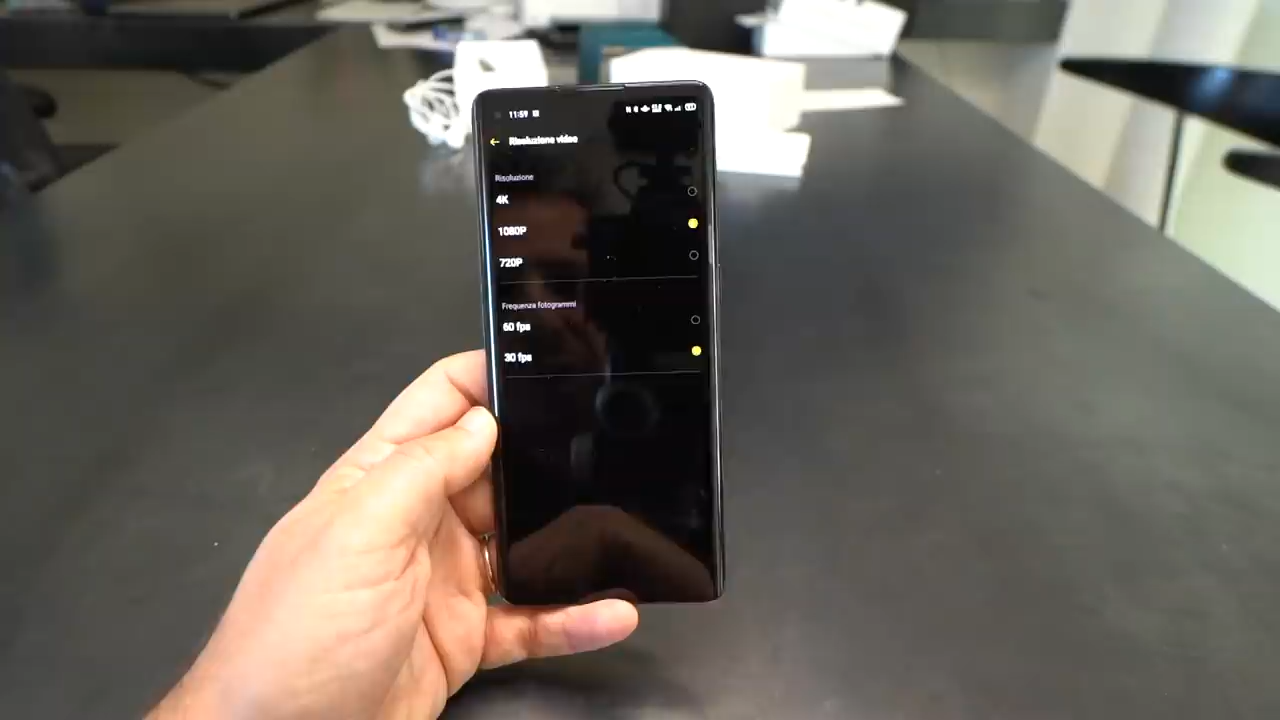 11:59
Risoluzione video
Risoluzione
4K
1080P
720P
Frequenza fotogrammi
60 fps
30 fps